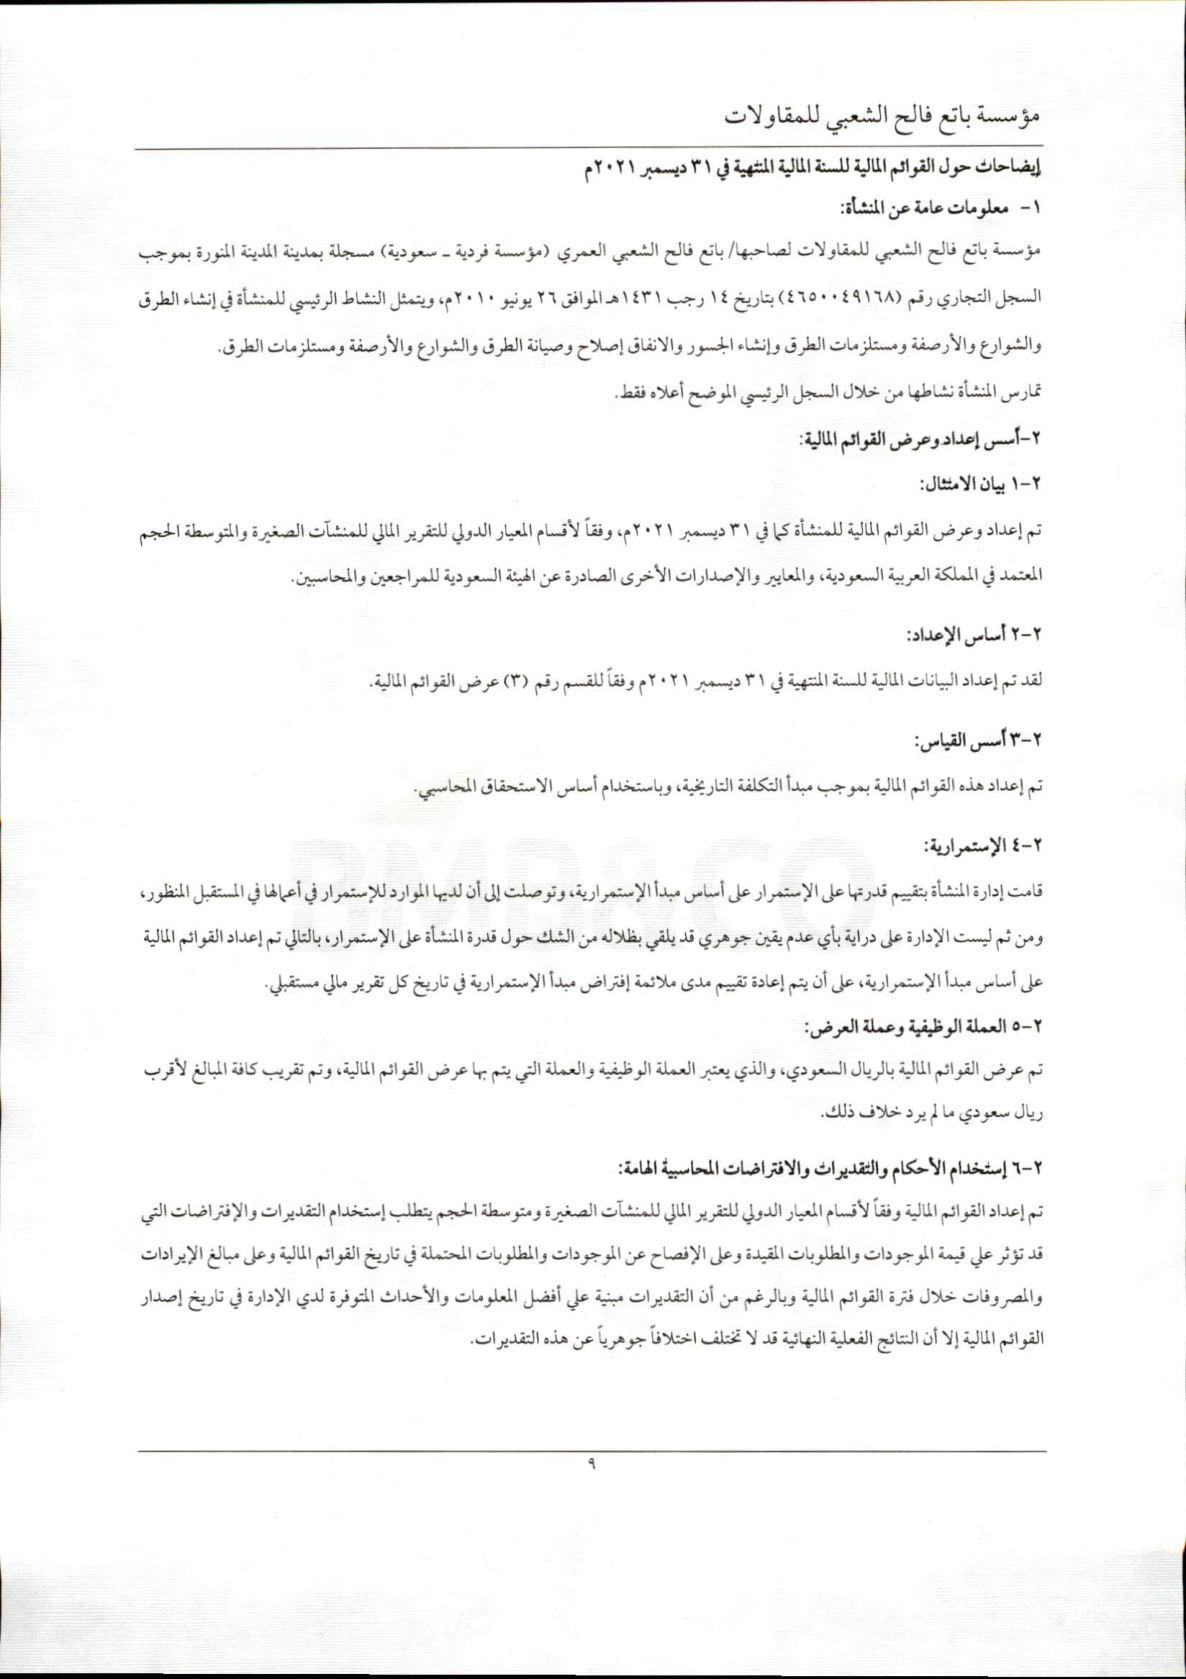 مؤسسة باتع فالح الشعبي للمقاولات
إيضاحات حول القوائم المالية للسنة المالية المنتهية في ٣١ ديسمبر ٢٠٢١م
١- معلومات عامة عن المنشأة:
مؤسسة باتع فالح الشعبي للمقاولات لصاحبها/ باتع فالح الشعبي العمري (مؤسسة فردية ـ سعودية) مسجلة بمدينة المدينة المنورة بموجب
السجل التجاري رقم (٤٦٥٠٠٤٩١٦٨) بتاريخ ١٤ رجب ١٤٣١هـ الموافق ٢٦ يونيو ٢٠١٠م، ويتمثل النشاط الرئيسي للمنشأة في إنشاء الطرق
والشوارع والأرصفة ومستلزمات الطرق وإنشاء الجسور والانفاق إصلاح وصيانة الطرق والشوارع والأرصفة ومستلزمات الطرق.
تمارس المنشأة نشاطها من خلال السجل الرئيسي الموضح أعلاه فقط.
٢-أسس إعداد وعرض القوائم المالية:
٢-١ بيان الامتثال:
تم إعداد وعرض القوائم المالية للمنشأة كما في ٣١ ديسمبر ٢٠٢١م، وفقاً لأقسام المعيار الدولي للتقرير المالي للمنشآت الصغيرة والمتوسطة الحجم
المعتمد في المملكة العربية السعودية، والمعايير والإصدارات الأخرى الصادرة عن الهيئة السعودية للمراجعين والمحاسبين.
٢-٢ أساس الإعداد:
لقد تم إعداد البيانات المالية للسنة المنتهية في ٣١ ديسمبر ٢٠٢١م وفقاً للقسم رقم (٣) عرض القوائم المالية.
٢-٣ أسس القياس:
تم إعداد هذه القوائم المالية بموجب مبدأ التكلفة التاريخية، وباستخدام أساس الاستحقاق المحاسبي.
٢-٤ الإستمرارية:
قامت إدارة المنشأة بتقييم قدرتها على الإستمرار على أساس مبدأ الإستمرارية، وتوصلت إلى أن لديها الموارد للإستمرار في أعمالها في المستقبل المنظور،
ومن ثم ليست الإدارة على دراية بأي عدم يقين جوهري قد يلقي بظلاله من الشك حول قدرة المنشأة على الإستمرار، بالتالي تم إعداد القوائم المالية
على أساس مبدأ الإستمرارية، على أن يتم إعادة تقييم مدى ملائمة إفتراض مبدأ الإستمرارية في تاريخ كل تقرير مالي مستقبلي.
٢-٥ العملة الوظيفية وعملة العرض:
تم عرض القوائم المالية بالريال السعودي، والذي يعتبر العملة الوظيفية والعملة التي يتم بها عرض القوائم المالية، وتم تقريب كافة المبالغ لأقرب
ريال سعودي ما لم يرد خلاف ذلك.
٢-٦ إستخدام الأحكام والتقديرات والافتراضات المحاسبية الهامة:
تم إعداد القوائم المالية وفقاً لأقسام المعيار الدولي للتقرير المالي للمنشآت الصغيرة ومتوسطة الحجم يتطلب إستخدام التقديرات والإفتراضات التي
قد تؤثر علي قيمة الموجودات والمطلوبات المقيدة وعلى الإفصاح عن الموجودات والمطلوبات المحتملة في تاريخ القوائم المالية وعلى مبالغ الإيرادات
والمصروفات خلال فترة القوائم المالية وبالرغم من أن التقديرات مبنية علي أفضل المعلومات والأحداث المتوفرة لدي الإدارة في تاريخ إصدار
القوائم المالية إلا أن النتائج الفعلية النهائية قد لا تختلف اختلافاً جوهرياً عن هذه التقديرات.
٩